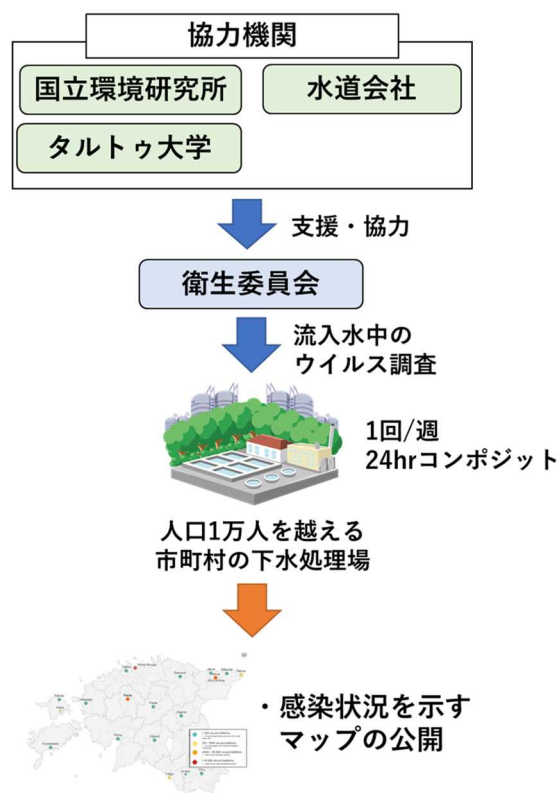 協力機関
国立環境研究所
水道会社
タルトゥ大学
支援・協力
衛生委員会
流入水中の
ウイルス調査
1回/週
24hrコンポジット
人口1万人を越える
市町村の下水処理場
・感染状況を示す
マップの公開